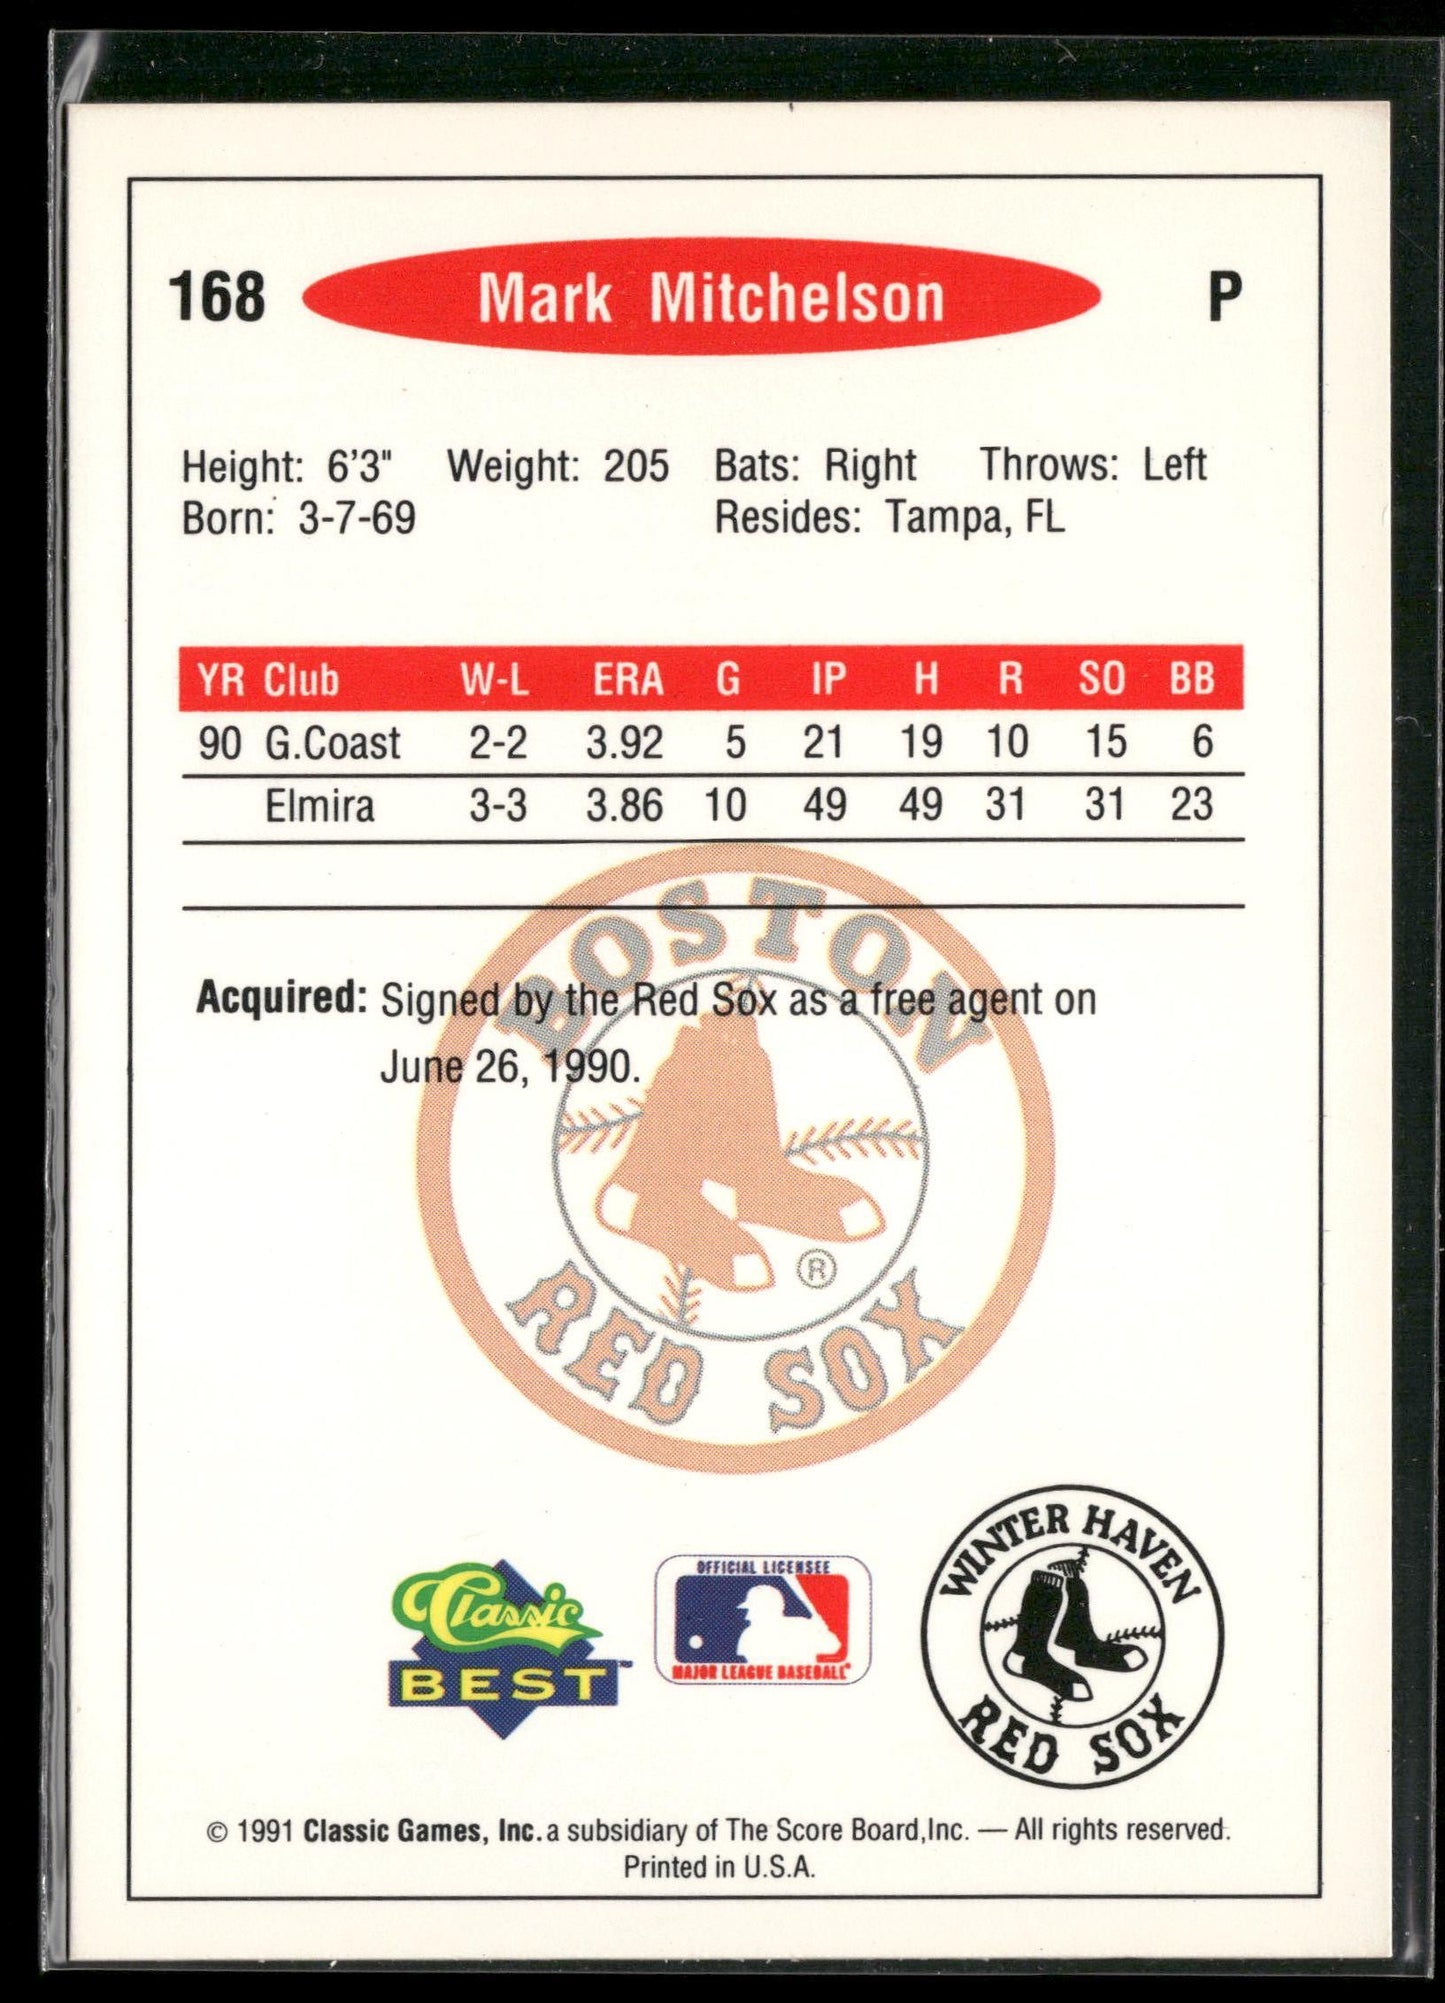 168 Mark Mitchelson P
Height: 6'3" Weight: 205 Bats: Right Throws: Left
Born: 3-7-69 Resides: Tampa, FL
YR Club W-L ERA G IP H R SO BB
90 G.Coast 2-2 3.92 5 21 19 10 15 6
Elmira 3-3 3.86 10 49 49 31 31 23
BOSTON
Acquired: Signed by the Red Sox as a free agent on
June 26, 1990.
®
RED SOX
WINTER HAVEN
RED SOX
Classic
BEST™
OFFICIAL LICENSEE
MAJOR LEAGUE BASEBALL®
© 1991 Classic Games, Inc. a subsidiary of The Score Board,Inc. — All rights reserved.
Printed in U.S.A.